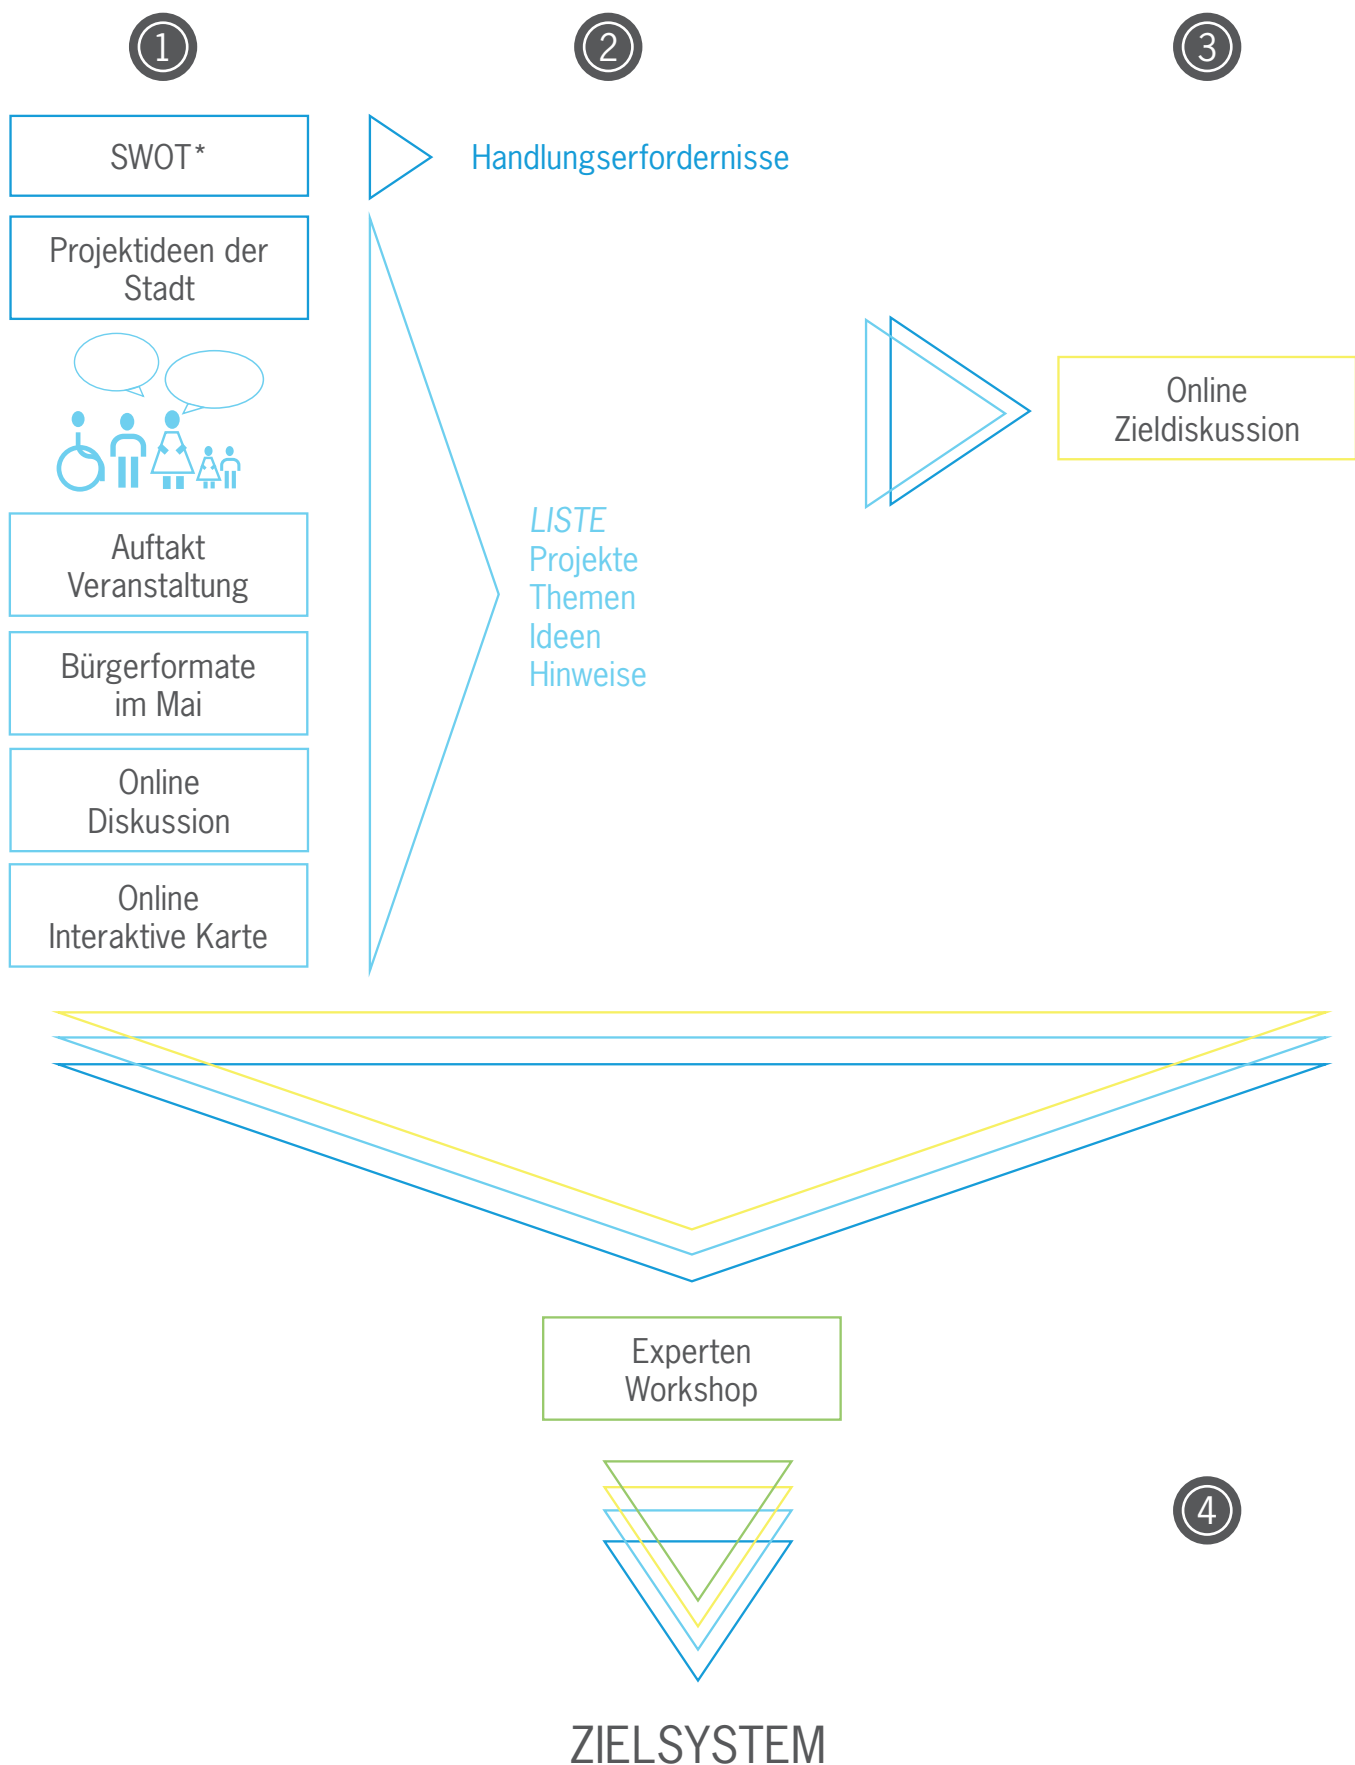 1
2
3
SWOT*
Handlungserfordernisse
Projektideen der
Stadt
Online
Zieldiskussion
Auftakt
Veranstaltung
LISTE
Projekte
Themen
Ideen
Hinweise
Bürgerformate
im Mai
Online
Diskussion
Online
Interaktive Karte
Experten
Workshop
4
ZIELSYSTEM